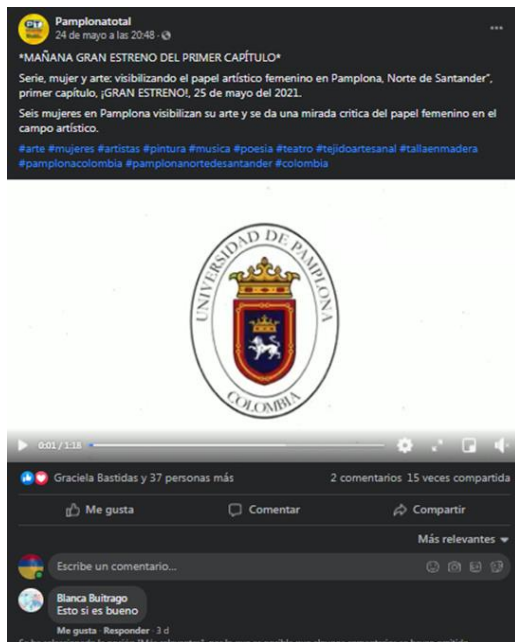 Pamplonatotal
24 de mayo a las 20:48 ·
*MAÑANA GRAN ESTRENO DEL PRIMER CAPÍTULO*
Serie, mujer y arte: visibilizando el papel artístico femenino en Pamplona, Norte de Santander",
primer capítulo, ¡GRAN ESTRENO!, 25 de mayo del 2021.
Seis mujeres en Pamplona visibilizan su arte y se da una mirada critica del papel femenino en el
campo artístico.
#arte #mujeres #artistas #pintura #musica #poesia #teatro #tejidoartesanal #tallaenmadera
#pamplonacolombia #pamplonanortedesantander #colombia
UNIVERSIDAD DE PAMPLONA
COLOMBIA
0:01 / 1:18
Graciela Bastidas y 37 personas más
2 comentarios 15 veces compartida
Me gusta
Comentar
Compartir
Más relevantes
Escribe un comentario...
Blanca Buitrago
Esto si es bueno
Me gusta · Responder · 3 d